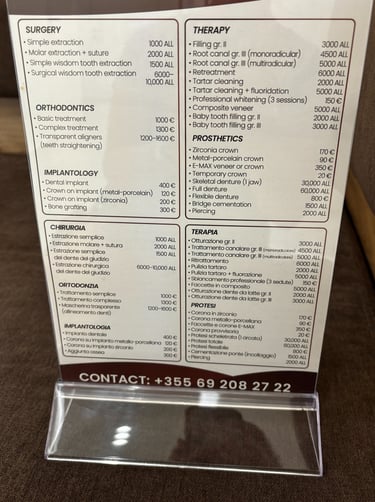 SURGERY
• Simple extraction 1000 ALL
• Molar extraction + suture 2000 ALL
• Simple wisdom tooth extraction 1500 ALL
• Surgical wisdom tooth extraction 6000–10,000 ALL
ORTHODONTICS
• Basic treatment 1000 €
• Complex treatment 1300 €
• Transparent aligners 1200–1600 €
(teeth straightening)
IMPLANTOLOGY
• Dental implant 400 €
• Crown on implant (metal-porcelain) 120 €
• Crown on implant (zirconia) 200 €
• Bone grafting 300 €
THERAPY
• Filling gr. II 3000 ALL
• Root canal gr. III (monoradicular) 4500 ALL
• Root canal gr. III (multiradicular) 5000 ALL
• Retreatment 6000 ALL
• Tartar cleaning 2000 ALL
• Tartar cleaning + fluoridation 5000 ALL
• Professional whitening (3 sessions) 150 €
• Composite veneer 5000 ALL
• Baby tooth filling gr. II 2000 ALL
• Baby tooth filling gr. III 3000 ALL
PROSTHETICS
• Zirconia crown 170 €
• Metal-porcelain crown 90 €
• E-MAX veneer or crown 350 €
• Temporary crown 20 €
• Skeletal denture (1 jaw) 30,000 ALL
• Full denture 60,000 ALL
• Flexible denture 800 €
• Bridge cementation 1500 ALL
• Piercing 2000 ALL
CHIRURGIA
• Estrazione semplice 1000 ALL
• Estrazione molare + sutura 2000 ALL
• Estrazione semplice 1500 ALL
del dente del giudizio
• Estrazione chirurgica 6000–10,000 ALL
del dente del giudizio
ORTODONZIA
• Trattamento semplice 1000 €
• Trattamento complesso 1300 €
• Mascherina trasparente 1200–1600 €
(allineamento denti)
IMPLANTOLOGIA
• Impianto dentale 400 €
• Corona su impianto metallo-porcellana 120 €
• Corona su impianto zirconio 200 €
• Aggiunta ossea 300 €
TERAPIA
• Otturazione gr. II 3000 ALL
• Trattamento canalare gr. III (monoradicolare) 4500 ALL
• Trattamento canalare gr. III (multiradicolare) 5000 ALL
• Ritrattamento 6000 ALL
• Pulizia tartaro 2000 ALL
• Pulizia tartaro + fluorazione 5000 ALL
• Sbiancamento professionale (3 sedute) 150 €
• Faccette in composito 5000 ALL
• Otturazione dente da latte gr. II 2000 ALL
• Otturazione dente da latte gr. III 3000 ALL
PROTESI
• Corona in zirconio 170 €
• Corona metallo-porcellana 90 €
• Faccette o corone E-MAX 350 €
• Corona provvisoria 20 €
• Protesi scheletrata (1 arcata) 30,000 ALL
• Protesi totale 60,000 ALL
• Protesi flessibile 800 €
• Cementazione ponte (incollaggio) 1500 ALL
• Piercing 2000 ALL
CONTACT: +355 69 208 27 22